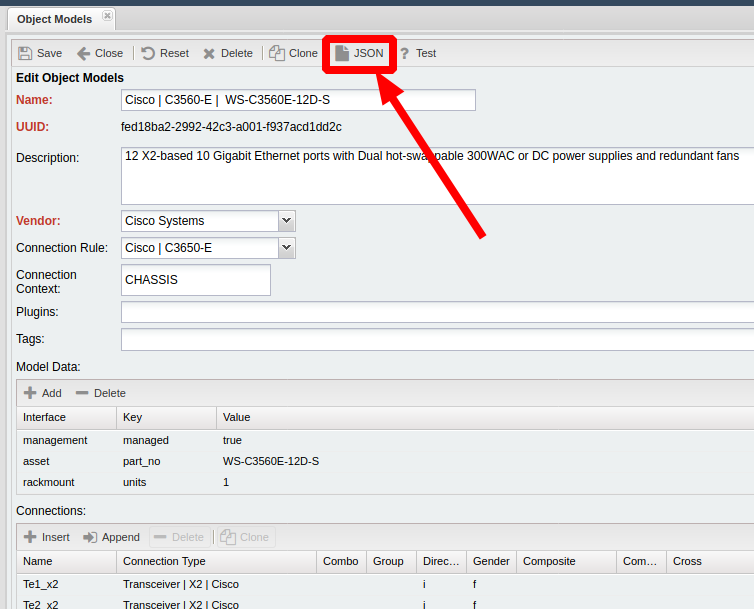 Object Models
Save Close Reset Delete Clone JSON ? Test
Edit Object Models
Name: Cisco | C3560-E | WS-C3560E-12D-S
UUID: fed18ba2-2992-42c3-a001-f937acd1dd2c
Description: 12 X2-based 10 Gigabit Ethernet ports with Dual hot-swappable 300WAC or DC power supplies and redundant fans
Vendor: Cisco Systems
Connection Rule: Cisco | C3650-E
Connection
Context: CHASSIS
Plugins:
Tags:
Model Data:
Add Delete
Interface Key Value
management managed true
asset part_no WS-C3560E-12D-S
rackmount units 1
Connections:
Insert Append Delete Clone
Name Connection Type Combo Group Direc... Gender Composite Com... Cross
Te1_x2 Transceiver | X2 | Cisco i f
Te2_x2 Transceiver | X2 | Cisco i f